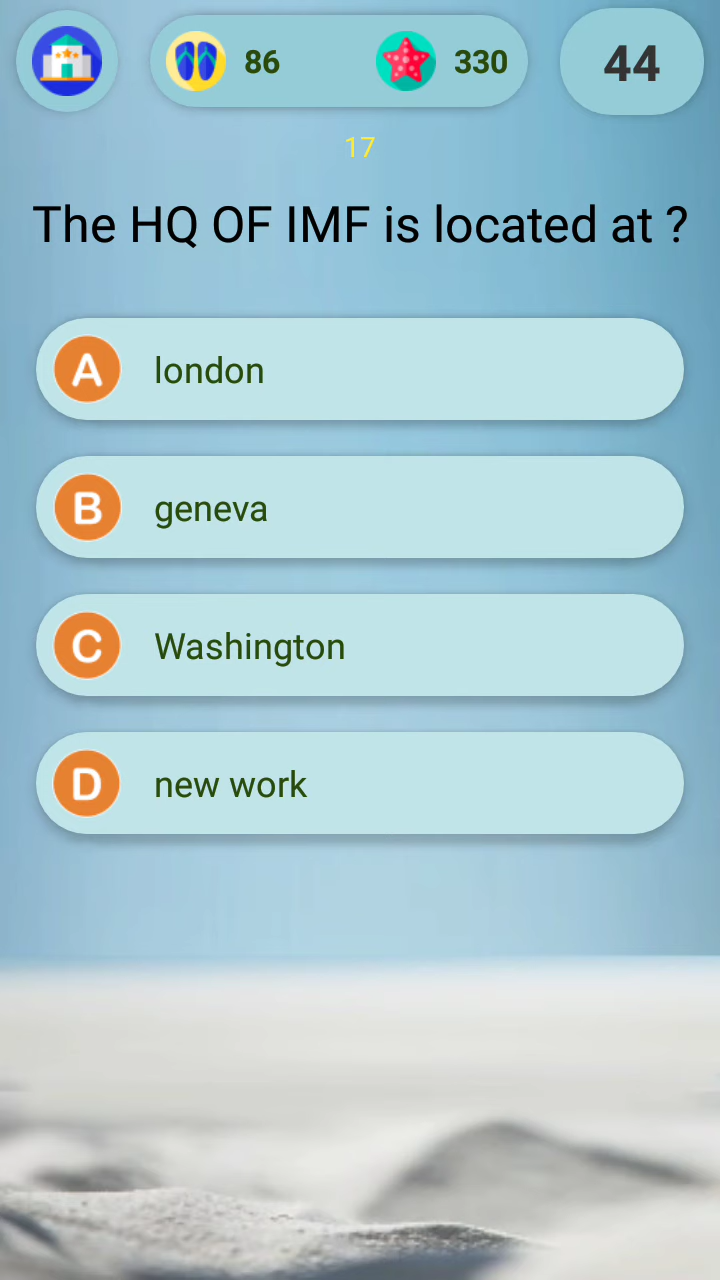 86
330
44
17
The HQ OF IMF is located at ?
A london
B geneva
C Washington
D new work